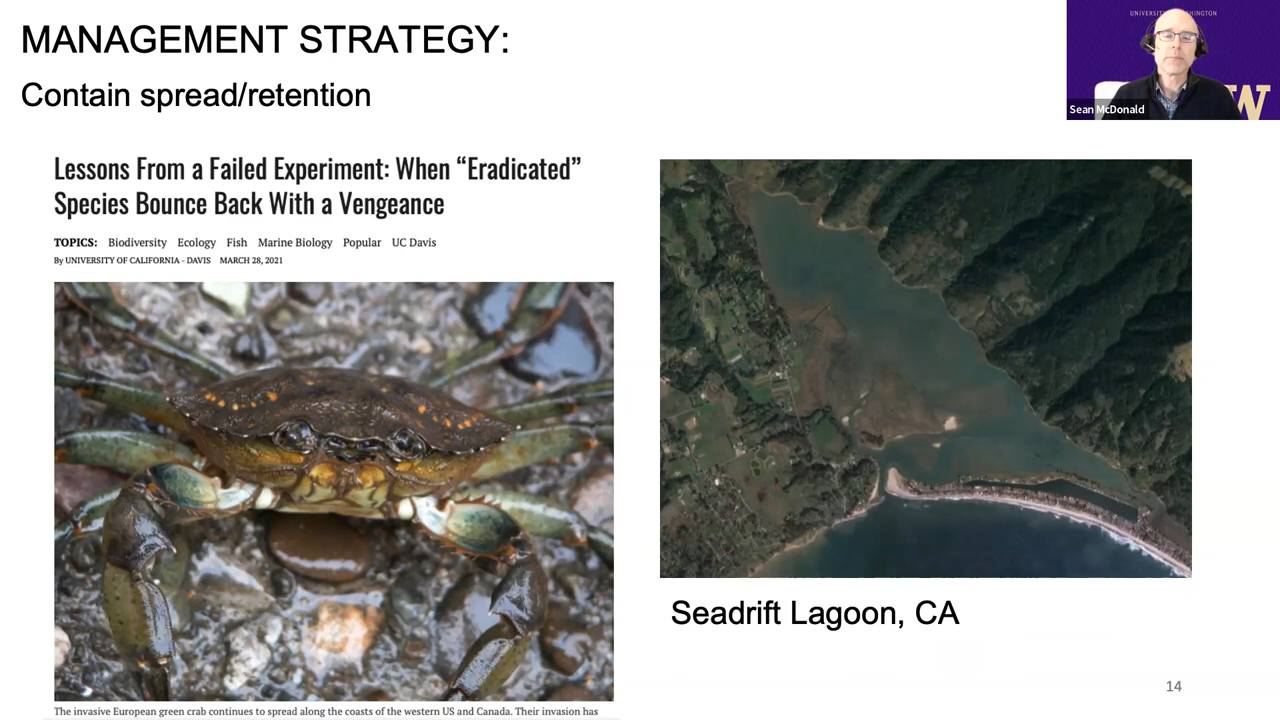 MANAGEMENT STRATEGY:
Contain spread/retention
UNIVERSITY
Sean McDonald
W
Lessons From a Failed Experiment: When “Eradicated”
Species Bounce Back With a Vengeance
TOPICS: Biodiversity Ecology Fish Marine Biology Popular UC Davis
By UNIVERSITY OF CALIFORNIA - DAVIS MARCH 28, 2021
Seadrift Lagoon, CA
The invasive European green crab continues to spread along the coasts of the western US and Canada. Their invasion has
14